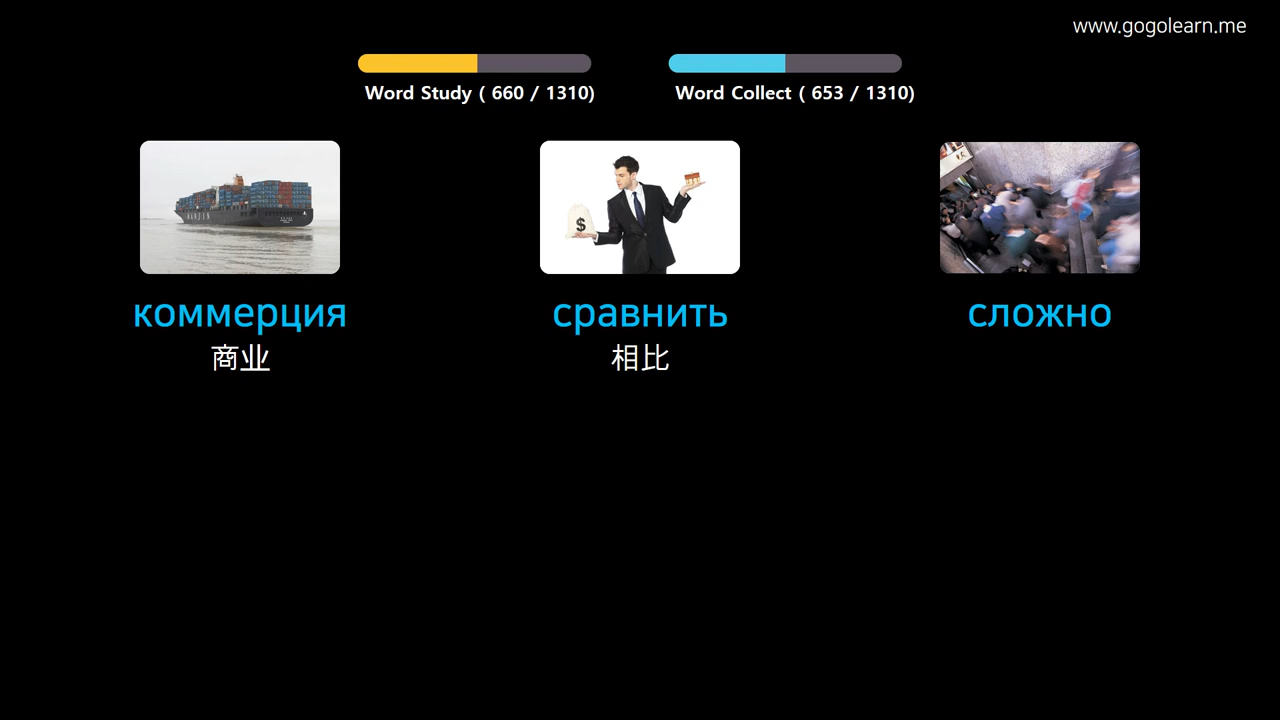 www.gogolearn.me
Word Study ( 660 / 1310)
Word Collect ( 653 / 1310)
$
коммерция
сравнить
сложно
商业
相比